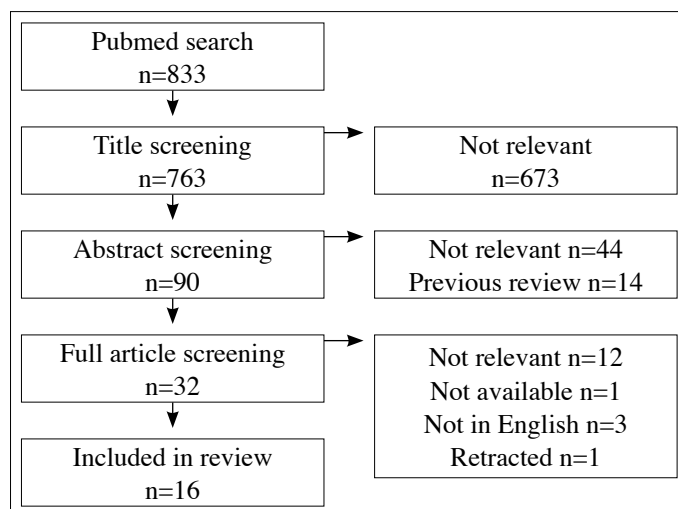 Pubmed search
n=833
Title screening
n=763
Not relevant
n=673
Abstract screening
n=90
Not relevant n=44
Previous review n=14
Full article screening
n=32
Not relevant n=12
Not available n=1
Not in English n=3
Retracted n=1
Included in review
n=16